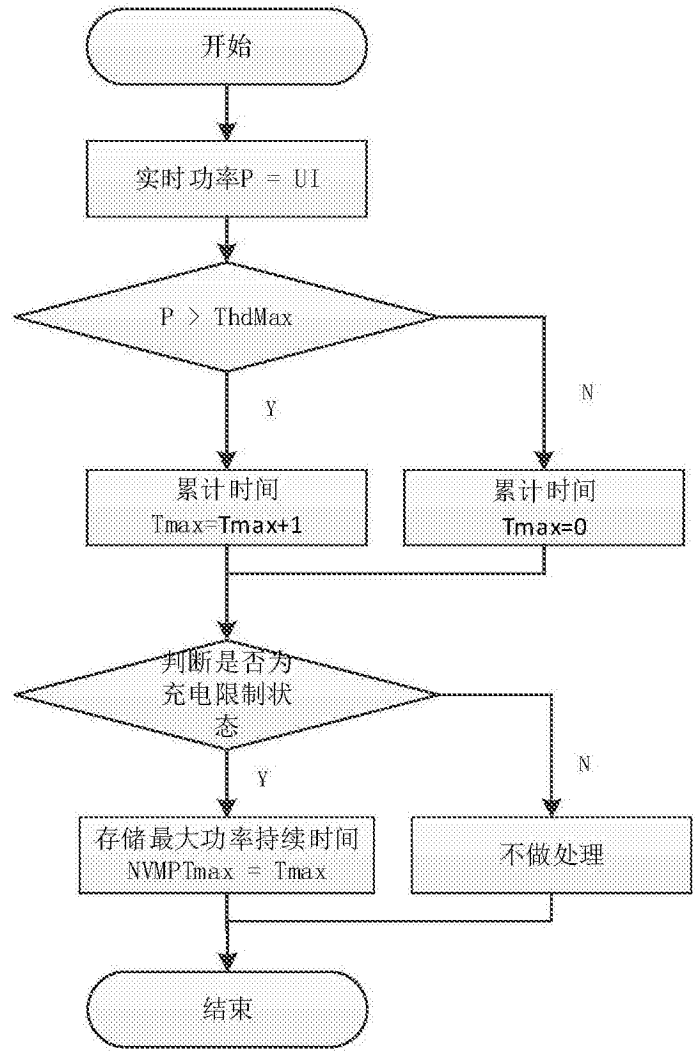 开始
实时功率P = UI
P > ThdMax
Y
N
累计时间
Tmax=Tmax+1
累计时间
Tmax=0
判断是否为
充电限制状
态
Y
N
存储最大功率持续时间
NVMPTmax = Tmax
不做处理
结束